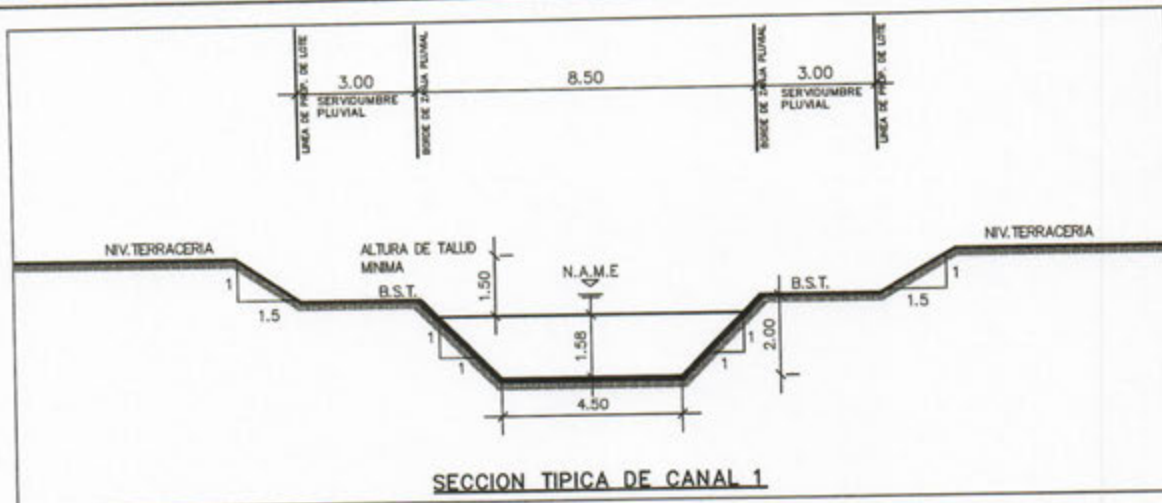 LINEA DE PROP. DE LOTE
3.00
SERVIDUMBRE
PLUVIAL
BORDE DE ZANJA PLUVIAL
8.50
BORDE DE ZANJA PLUVIAL
3.00
SERVIDUMBRE
PLUVIAL
LINEA DE PROP. DE LOTE
NIV.TERRACERIA
ALTURA DE TALUD
MINIMA
1.50
N.A.M.E
NIV.TERRACERIA
B.S.T.
B.S.T.
1
1.5
1
1.5
1
1
1.58
1
1
2.00
4.50
SECCION TIPICA DE CANAL 1